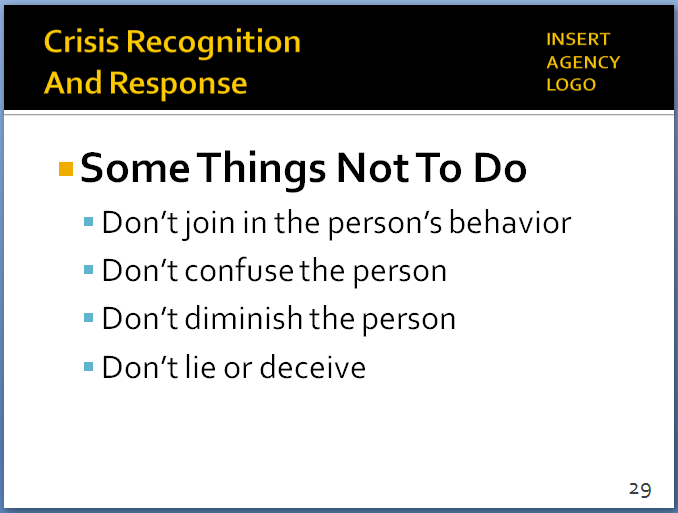 Crisis Recognition
And Response
INSERT
AGENCY
LOGO
Some Things Not To Do
Don’t join in the person’s behavior
Don’t confuse the person
Don’t diminish the person
Don’t lie or deceive
29